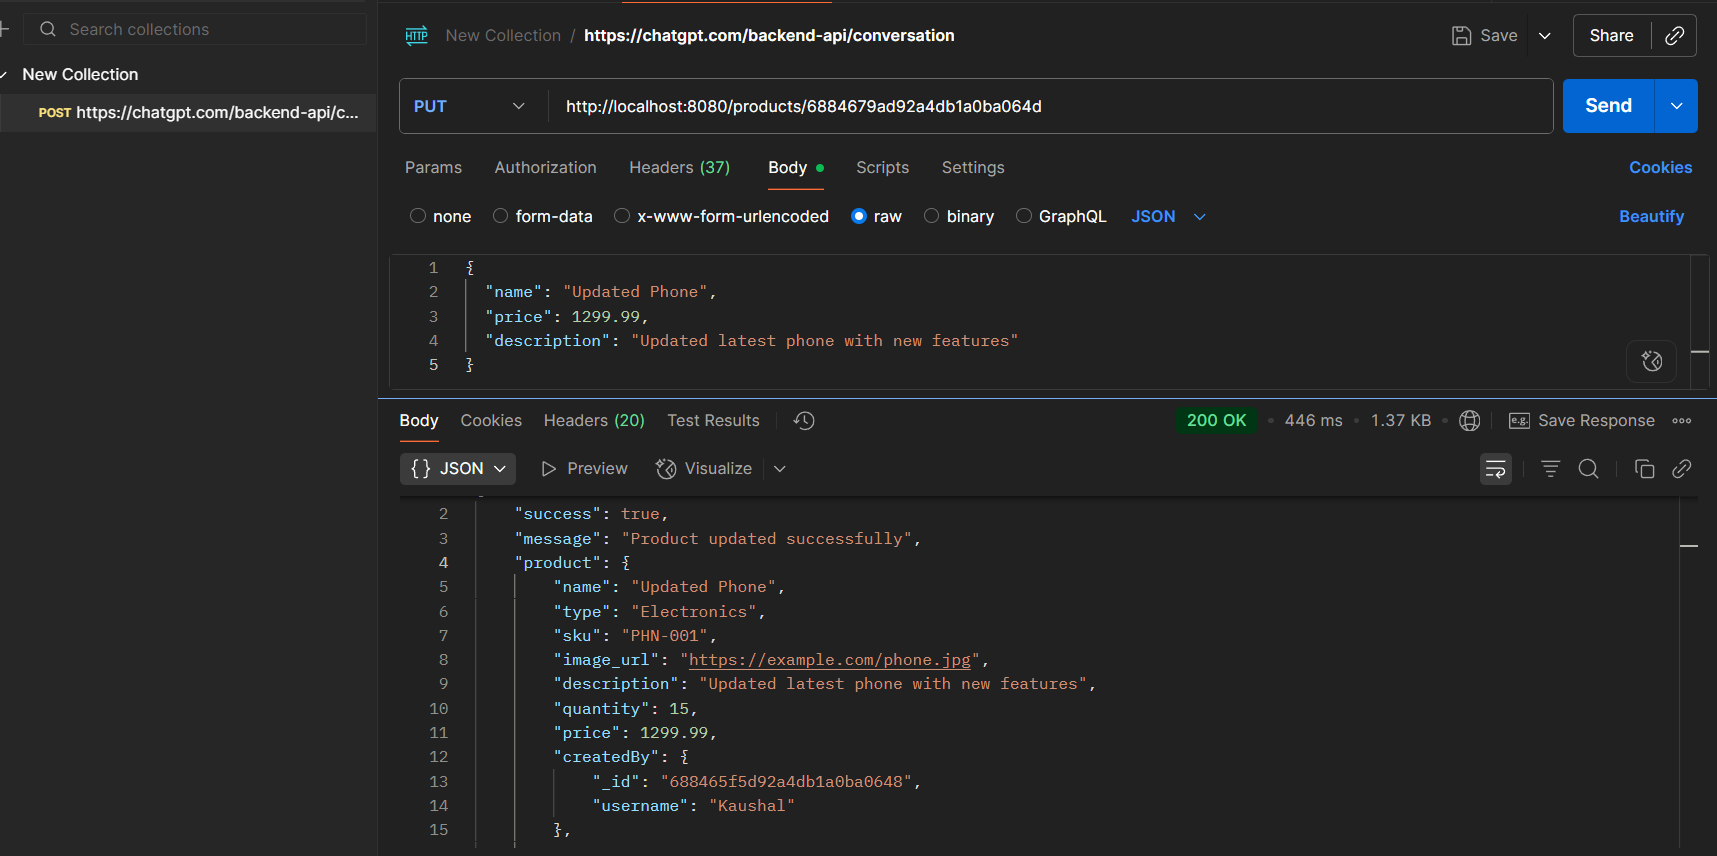 Search collections
New Collection / https://chatgpt.com/backend-api/conversation
Save
Share
New Collection
POST https://chatgpt.com/backend-api/c...
PUT
http://localhost:8080/products/6884679ad92a4db1a0ba064d
Send
Params Authorization Headers (37) Body Scripts Settings
Cookies
none form-data x-www-form-urlencoded raw binary GraphQL JSON
Beautify
1 {
2 "name": "Updated Phone",
3 "price": 1299.99,
4 "description": "Updated latest phone with new features"
5 }
Body Cookies Headers (20) Test Results
200 OK • 446 ms • 1.37 KB •
e.g. Save Response
{} JSON Preview Visualize
2 "success": true,
3 "message": "Product updated successfully",
4 "product": {
5 "name": "Updated Phone",
6 "type": "Electronics",
7 "sku": "PHN-001",
8 "image_url": "https://example.com/phone.jpg",
9 "description": "Updated latest phone with new features",
10 "quantity": 15,
11 "price": 1299.99,
12 "createdBy": {
13 "_id": "688465f5d92a4db1a0ba0648",
14 "username": "Kaushal"
15 },